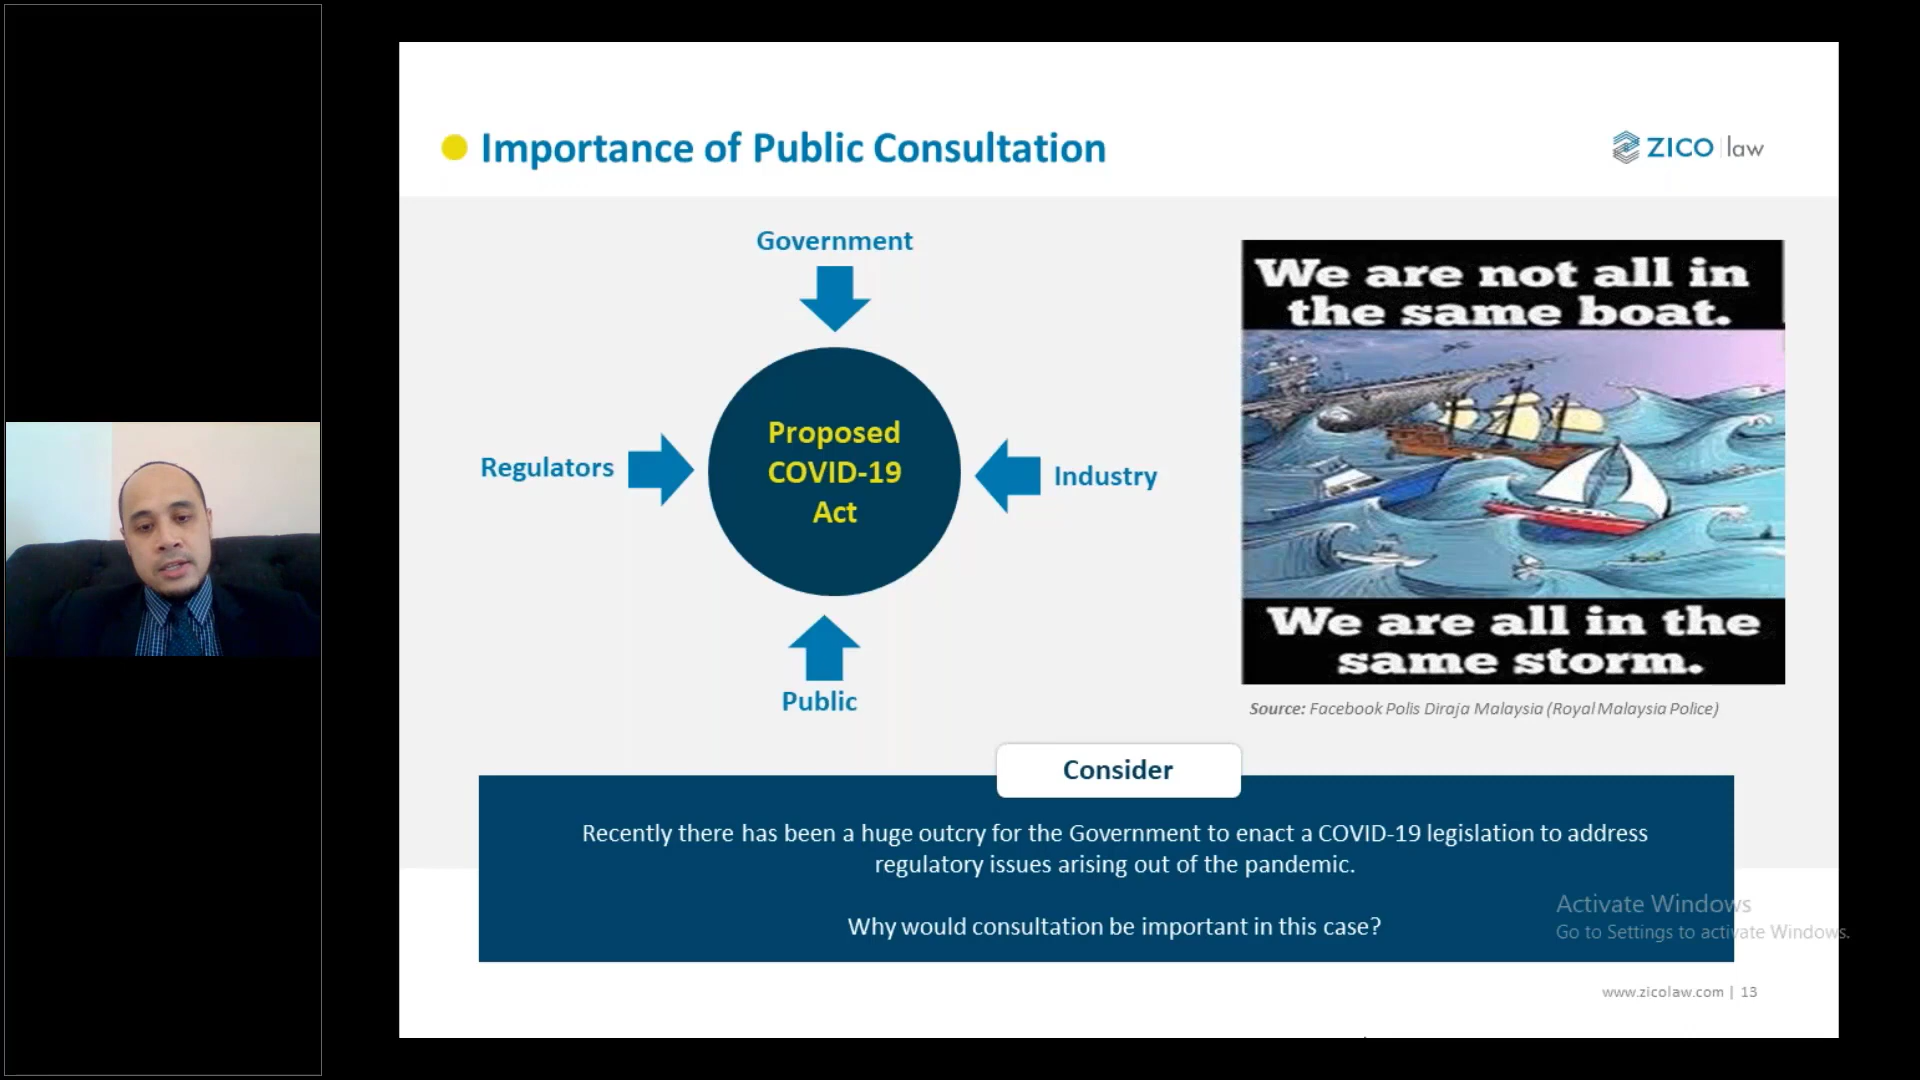 Importance of Public Consultation
ZICO law
Government
Regulators
Proposed
COVID-19
Act
Industry
Public
We are not all in
the same boat.
We are all in the
same storm.
Source: Facebook Polis Diraja Malaysia (Royal Malaysia Police)
Consider
Recently there has been a huge outcry for the Government to enact a COVID-19 legislation to address
regulatory issues arising out of the pandemic.
Why would consultation be important in this case?
Activate Windows
Go to Settings to activate Windows.
www.zicolaw.com | 13